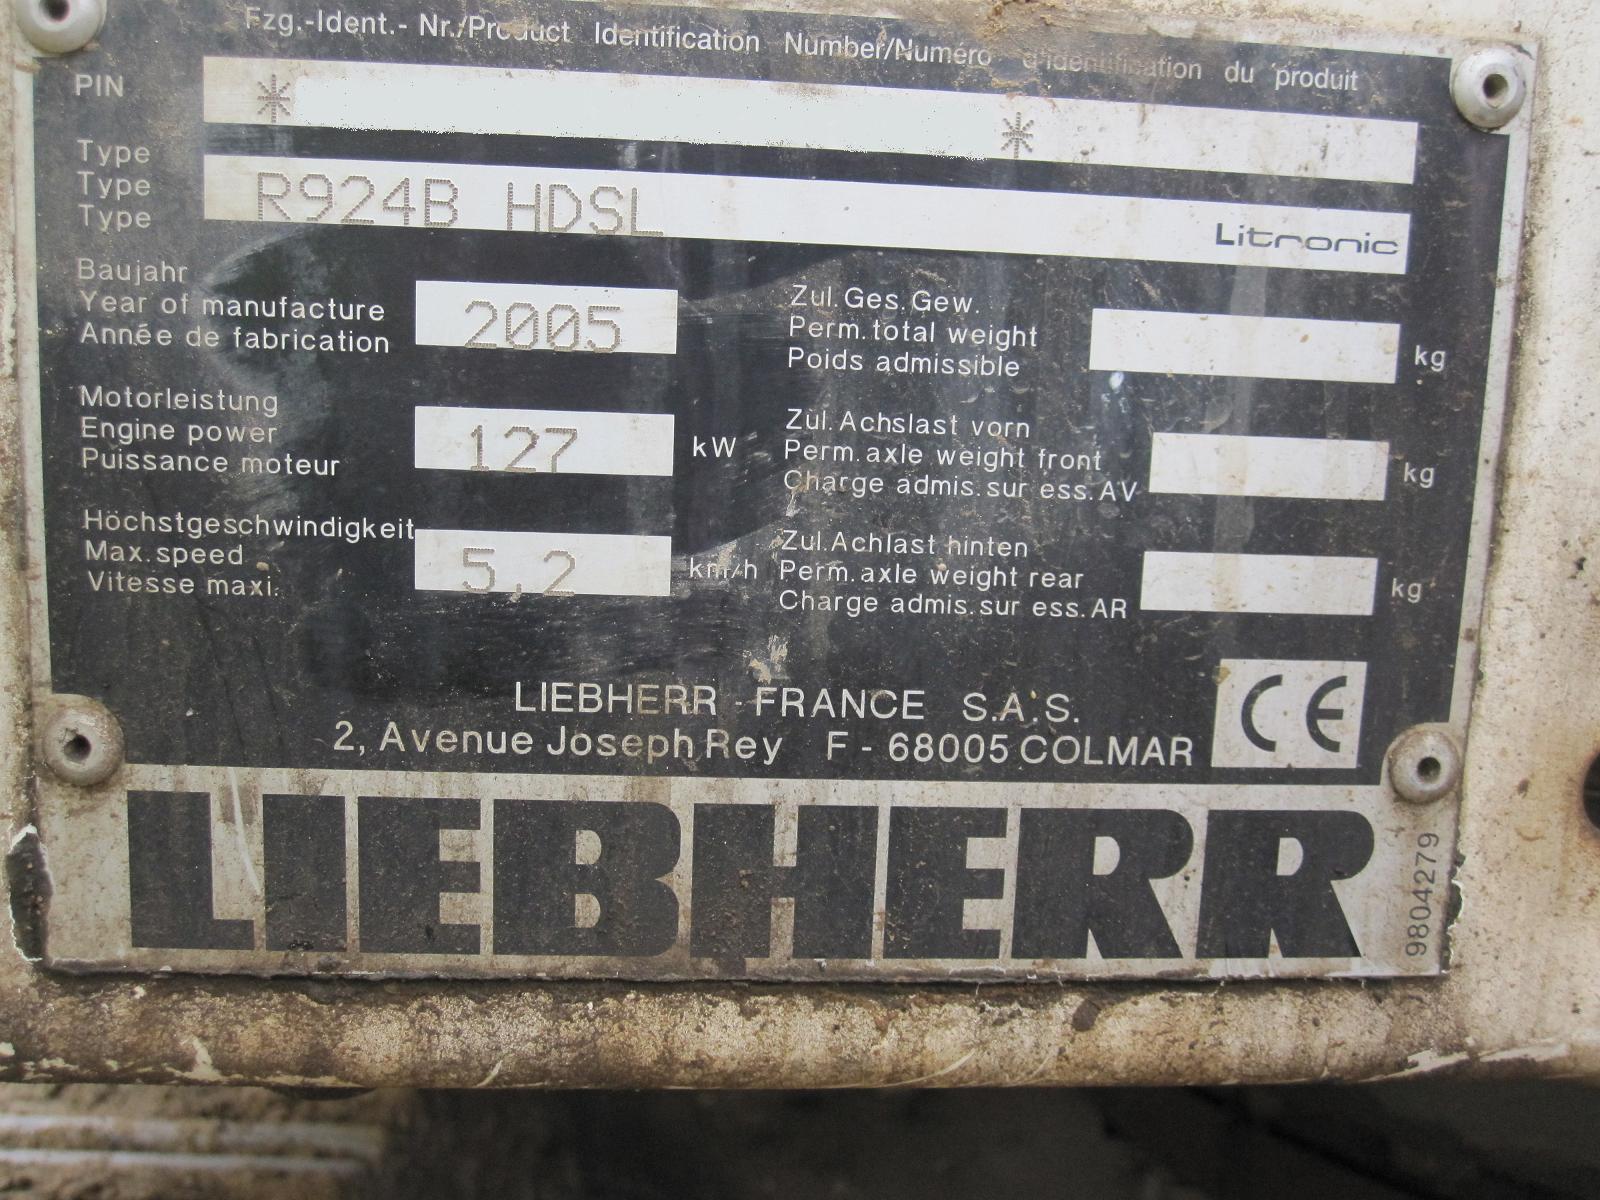 Fzg.-Ident.- Nr./Product Identification Number/Numéro d'identification du produit
PIN * *
Type
Type
Type
R924B HDSL Litronic
Baujahr
Year of manufacture
Année de fabrication
2005
Zul. Ges. Gew.
Perm. total weight
Poids admissible
kg
Motorleistung
Engine power
Puissance moteur
127 kW
Zul. Achslast vorn
Perm. axle weight front
Charge admis. sur ess. AV
kg
Höchstgeschwindigkeit
Max. speed
Vitesse maxi.
5,2 km/h
Zul. Achlast hinten
Perm. axle weight rear
Charge admis. sur ess. AR
kg
LIEBHERR - FRANCE S.A.S.
2, Avenue Joseph Rey F - 68005 COLMAR
CE
LIEBHERR
9804279